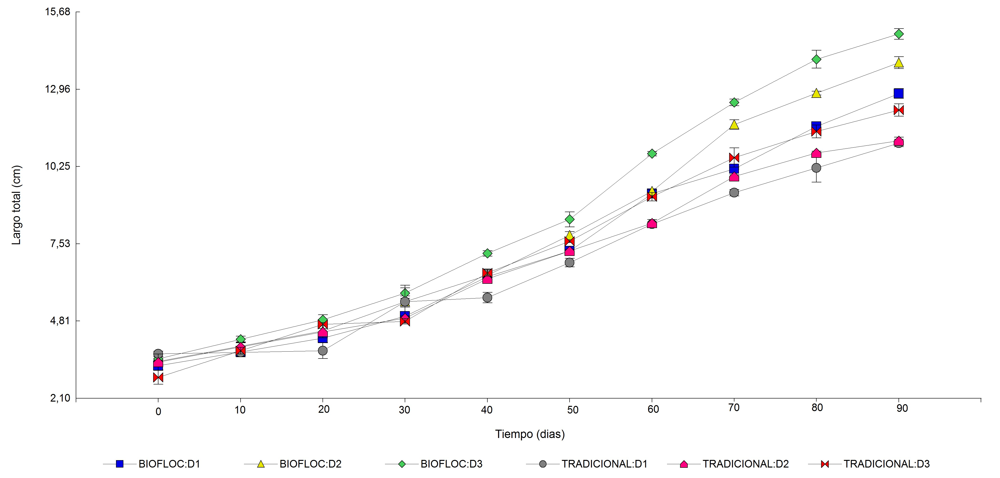 15,68
12,96
10,25
7,53
4,81
2,10
Largo total (cm)
0 10 20 30 40 50 60 70 80 90
Tiempo (dias)
BIOFLOC:D1 BIOFLOC:D2 BIOFLOC:D3 TRADICIONAL:D1 TRADICIONAL:D2 TRADICIONAL:D3